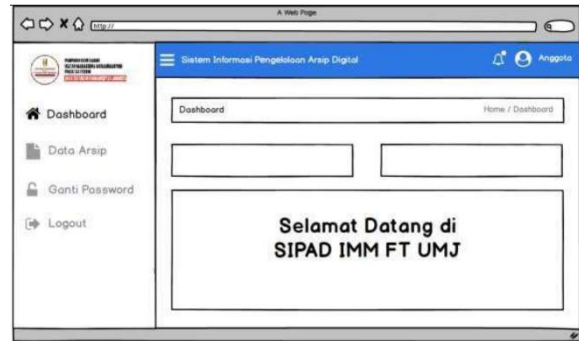 A Web Page
http://
Sistem Informasi Pengelolaan Arsip Digital
Anggota
Dashboard
Data Arsip
Ganti Password
Logout
Dashboard
Home / Dashboard
Selamat Datang di
SIPAD IMM FT UMJ